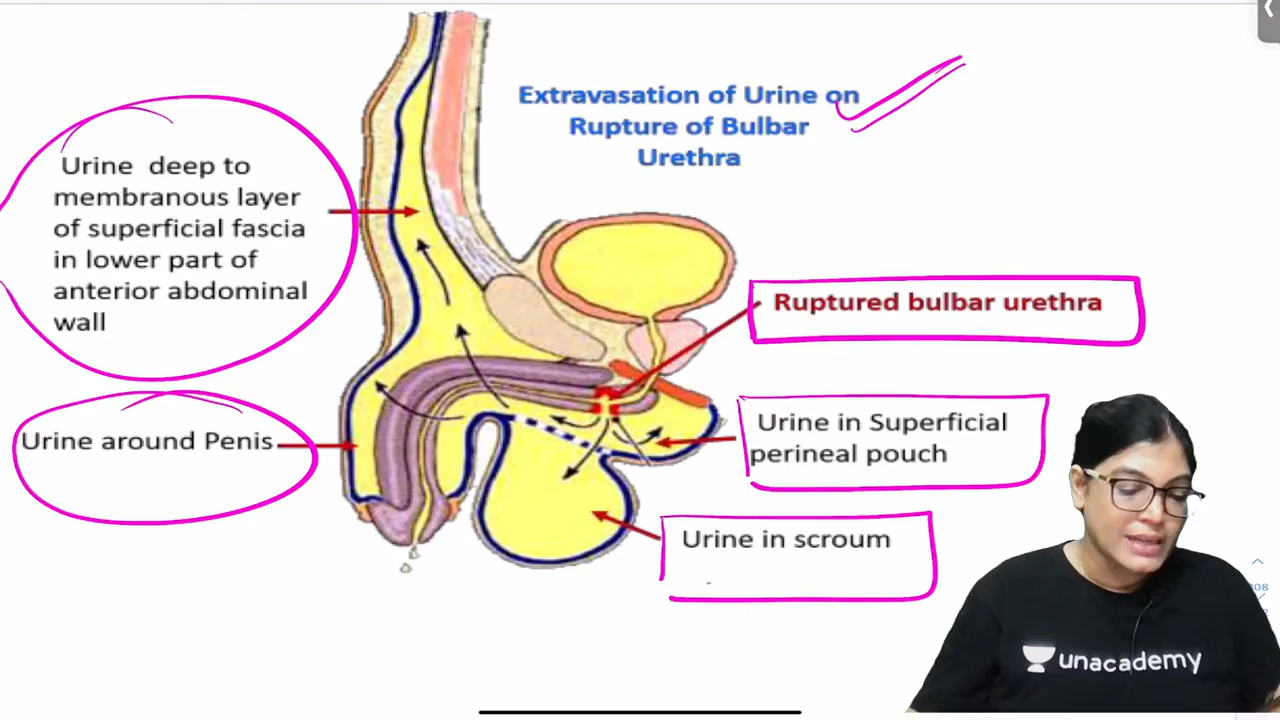 Extravasation of Urine on
Rupture of Bulbar
Urethra
Urine deep to
membranous layer
of superficial fascia
in lower part of
anterior abdominal
wall
Ruptured bulbar urethra
Urine around Penis
Urine in Superficial
perineal pouch
Urine in scroum
unacademy